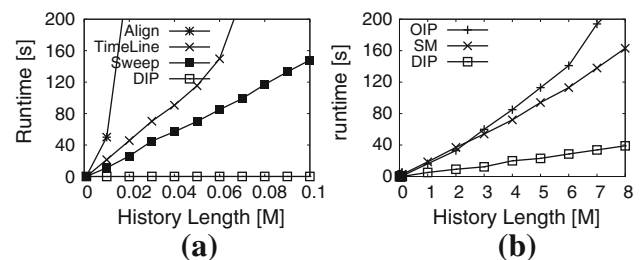 Runtime [s]
200
160
120
80
40
0
Align
TimeLine
Sweep
DIP
0 0.02 0.04 0.06 0.08 0.1
History Length [M]
(a)
runtime [s]
200
160
120
80
40
0
OIP
SM
DIP
0 1 2 3 4 5 6 7 8
History Length [M]
(b)